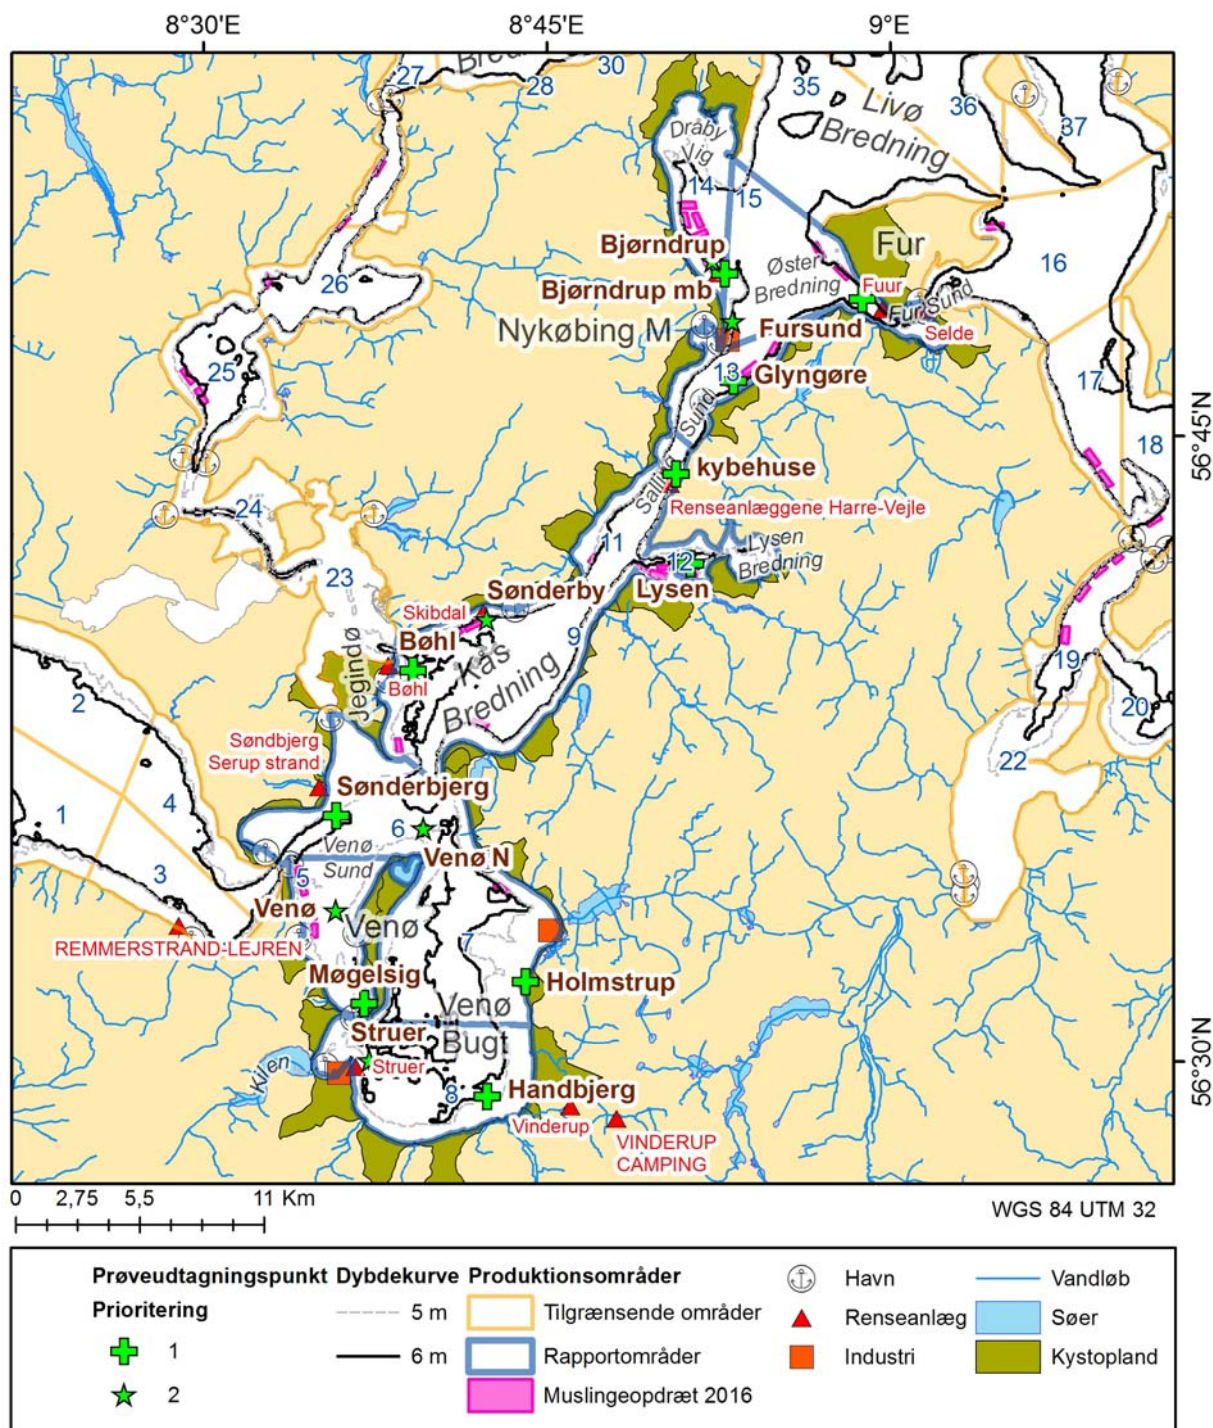 8°30'E
8°45'E
9°E
27
Bredn
28
30
35
36
37
Livø
Bredning
2
Dråby
Vig
14
15
16
Bjørndrup
Fur
Øster
Bredning
26
Bjørndrup mb
Fuur
Fur Sund
Nykøbing M
Fursund
Selde
25
13
Glyngøre
17
Sund
18
56°45'N
kybehuse
Salli
Renseanlæggene Harre-Vejle
24
11
Lysen
Bredning
12
23
Sønderby
Lysen
Skibdal
9
Bøhl
Kås
Bredning
Bøhl
Jegindø
19
20
22
Søndbjerg
Serup strand
Sønderbjerg
1
4
6
Venø
Sund
3
5
Venø N
Venø
Venø
REMMERSTRAND-LEJREN
7
Møgelsig
Holmstrup
Venø
Bugt
Struer
Kilen
Struer
56°30'N
8
Handbjerg
Vinderup
VINDERUP
CAMPING
0 2,75 5,5 11 Km
WGS 84 UTM 32
Prøveudtagningspunkt
Prioritering
1
2
Dybdekurve
5 m
6 m
Produktionsområder
Tilgrænsende områder
Rapportområder
Muslingeopdræt 2016
Havn
Renseanlæg
Industri
Vandløb
Søer
Kystopland